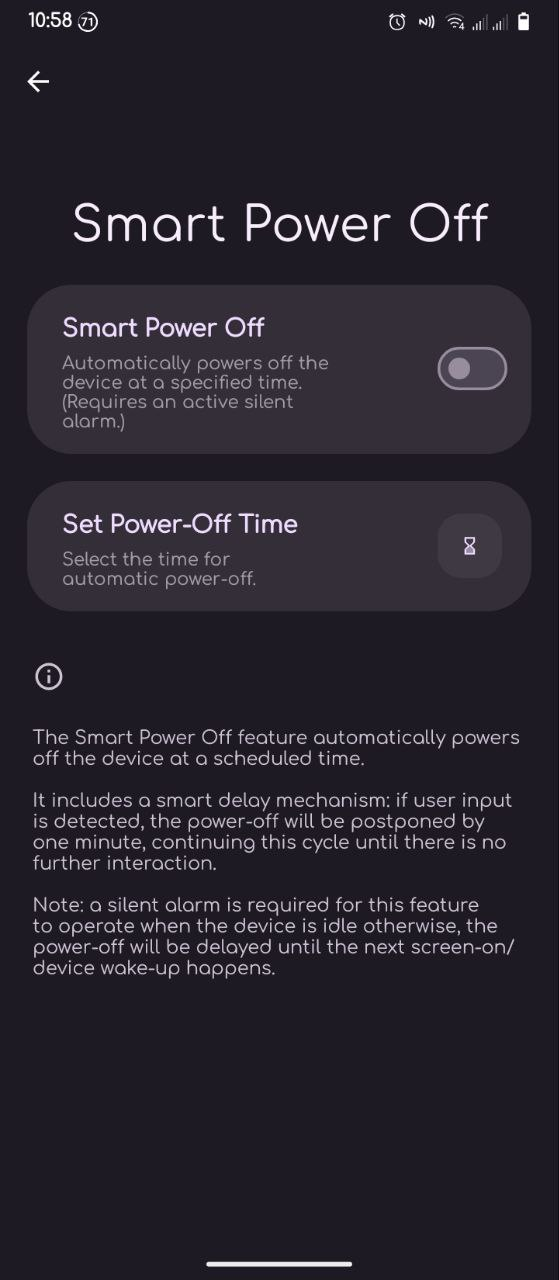 10:58 71
4
Smart Power Off
Smart Power Off
Automatically powers off the
device at a specified time.
(Requires an active silent
alarm.)
Set Power-Off Time
Select the time for
automatic power-off.
The Smart Power Off feature automatically powers
off the device at a scheduled time.
It includes a smart delay mechanism: if user input
is detected, the power-off will be postponed by
one minute, continuing this cycle until there is no
further interaction.
Note: a silent alarm is required for this feature
to operate when the device is idle otherwise, the
power-off will be delayed until the next screen-on/
device wake-up happens.